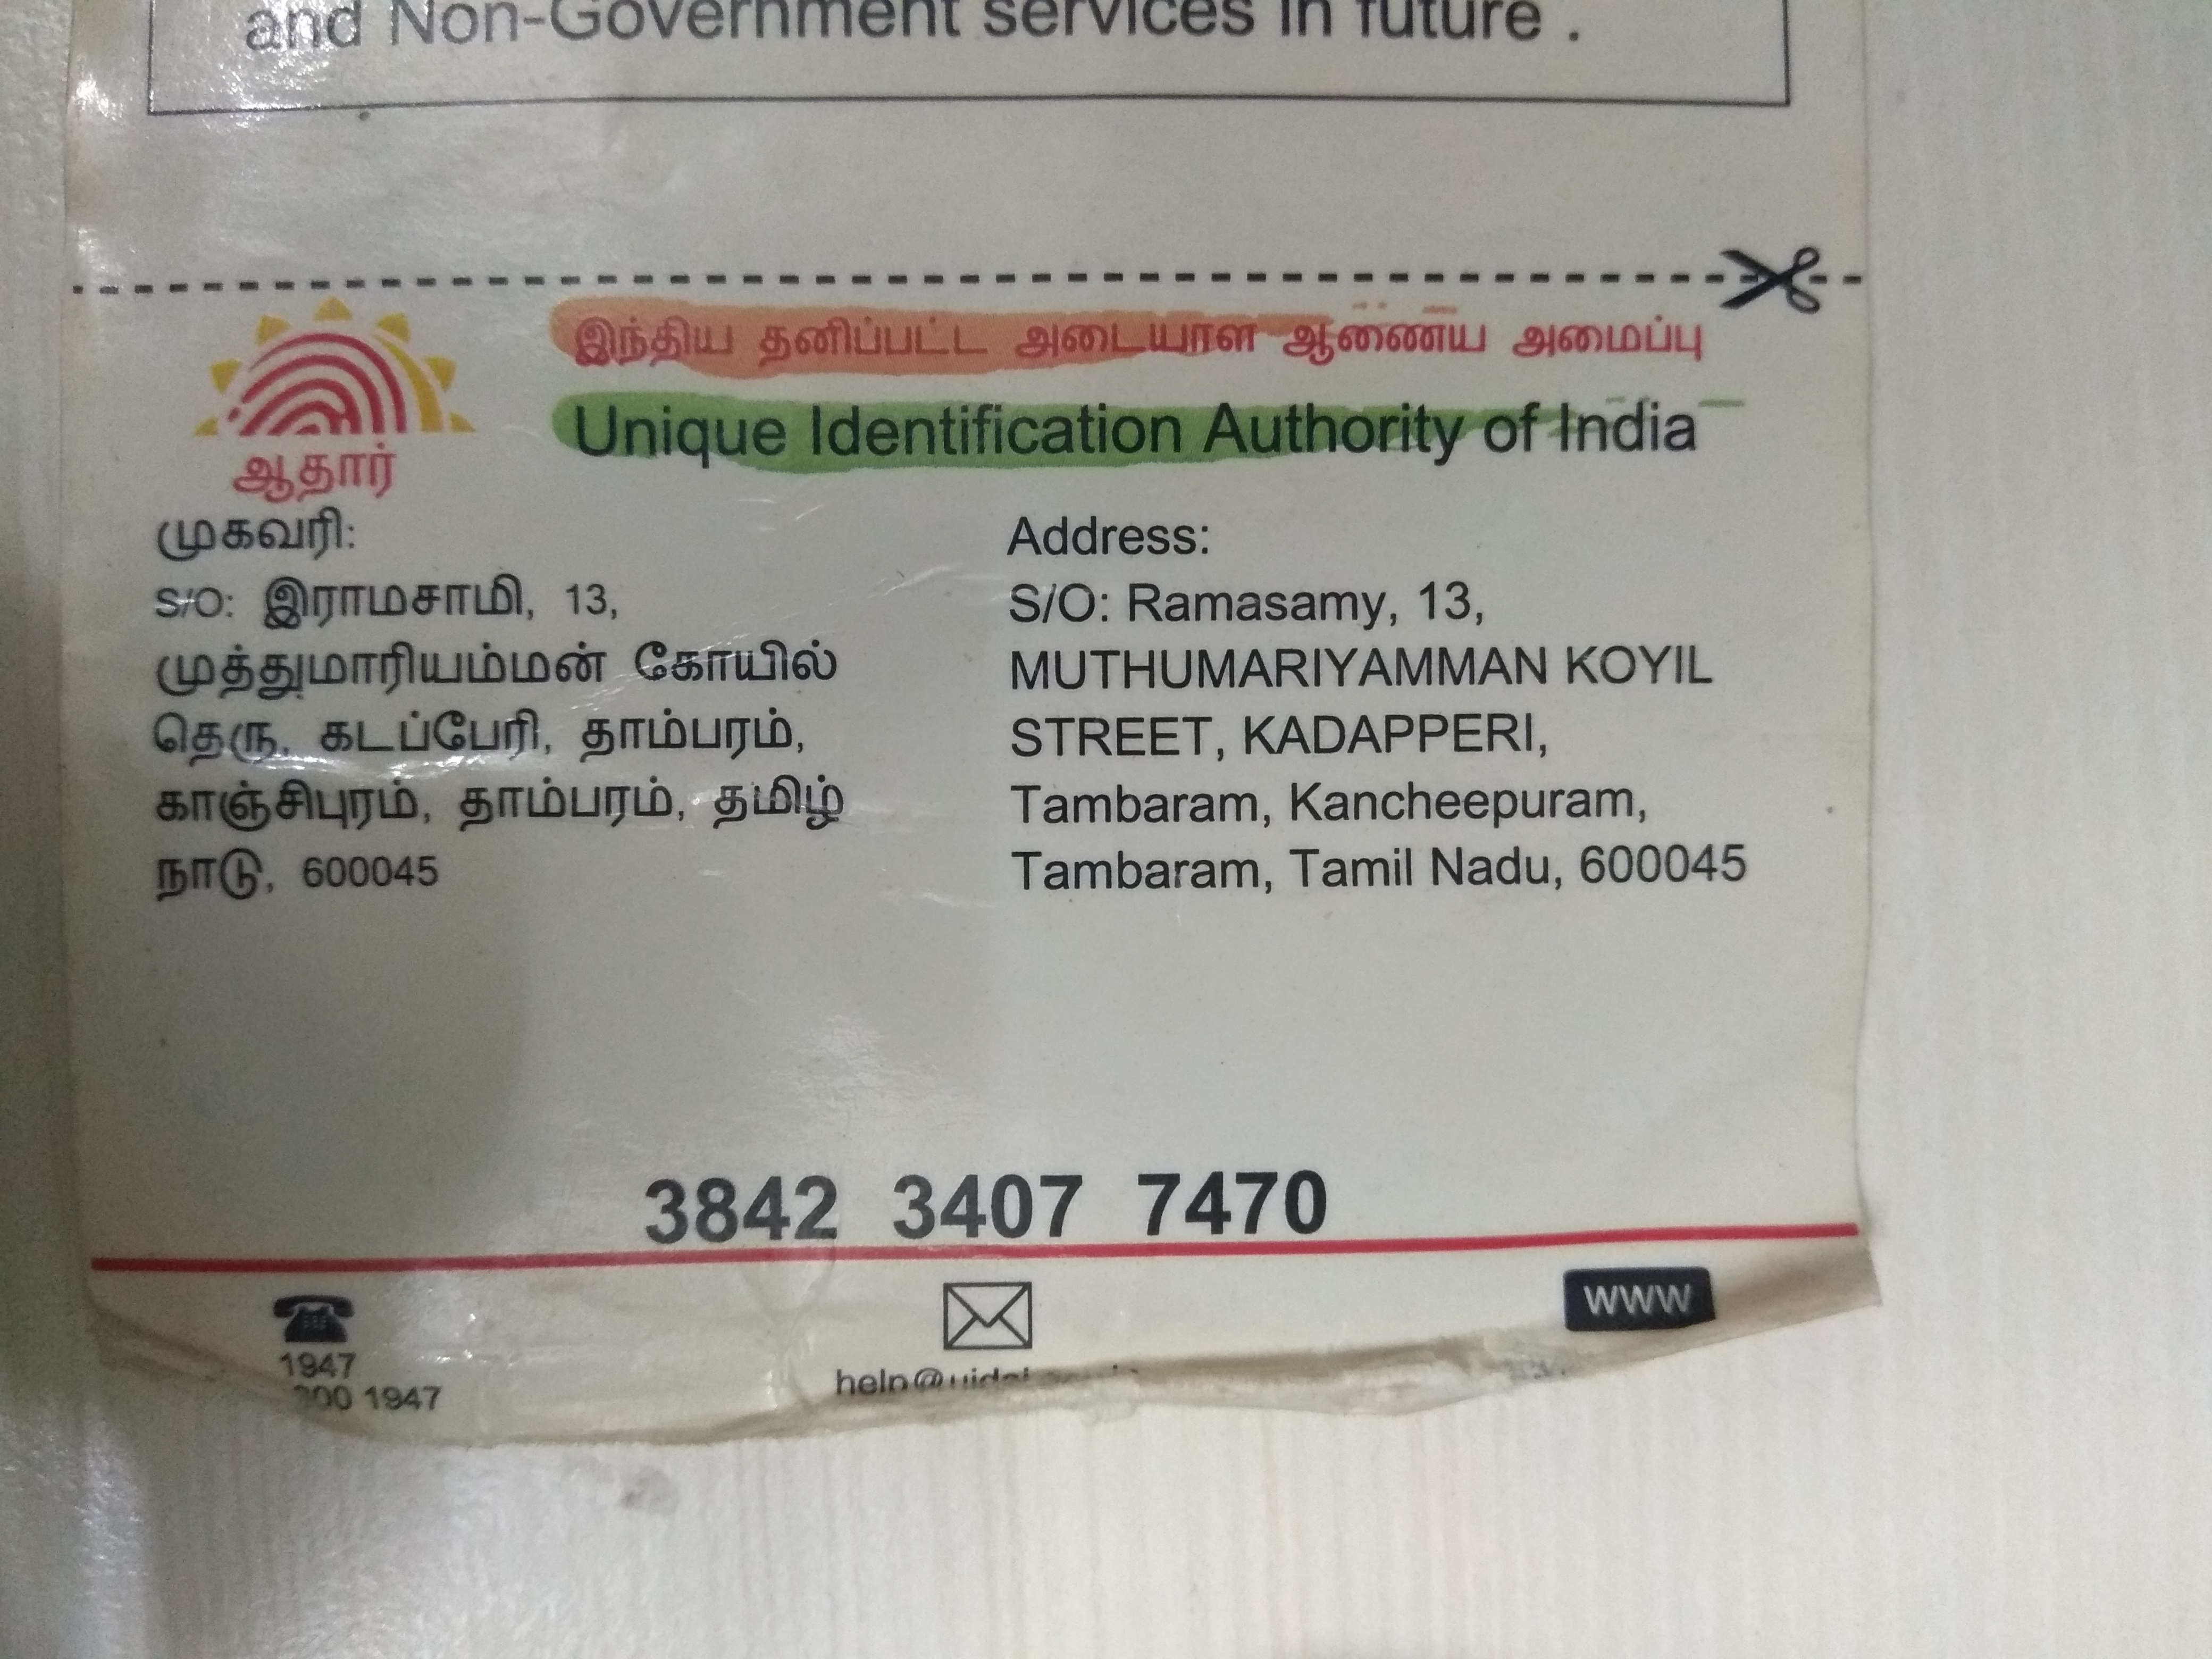 and Non-Government services in future .
இந்திய தனிப்பட்ட அடையாள ஆணைய அமைப்பு
Unique Identification Authority of India
ஆதார்
முகவரி:
S/O: இராமசாமி, 13,
முத்துமாரியம்மன் கோயில்
தெரு, கடப்பேரி, தாம்பரம்,
காஞ்சிபுரம், தாம்பரம், தமிழ்
நாடு, 600045
Address:
S/O: Ramasamy, 13,
MUTHUMARIYAMMAN KOYIL
STREET, KADAPPERI,
Tambaram, Kancheepuram,
Tambaram, Tamil Nadu, 600045
3842 3407 7470
1947
1947
WWW